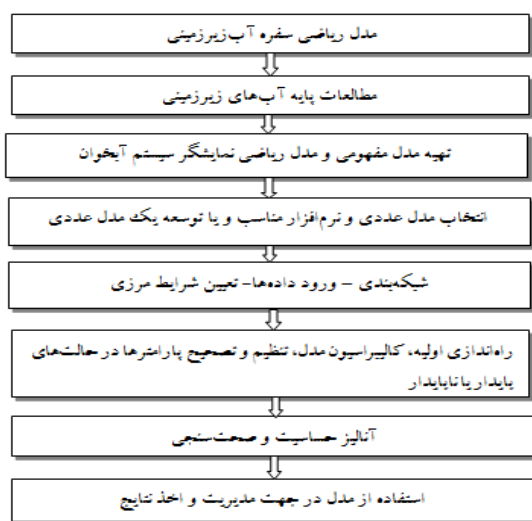 مدل ریاضی سفره آب‌زیرزمینی
مطالعات پایه آب‌های زیرزمینی
تهیه مدل مفهومی و مدل ریاضی نمایشگر سیستم آبخوان
انتخاب مدل عددی و نرم‌افزار مناسب و یا توسعه یک مدل عددی
شبکه‌بندی – ورود داده‌ها- تعیین شرایط مرزی
راه‌اندازی اولیه، کالیبراسیون مدل، تنظیم و تصحیح پارامترها در حالت‌های
پایدار یا ناپایدار
آنالیز حساسیت و صحت‌سنجی
استفاده از مدل در جهت مدیریت و اخذ نتایج